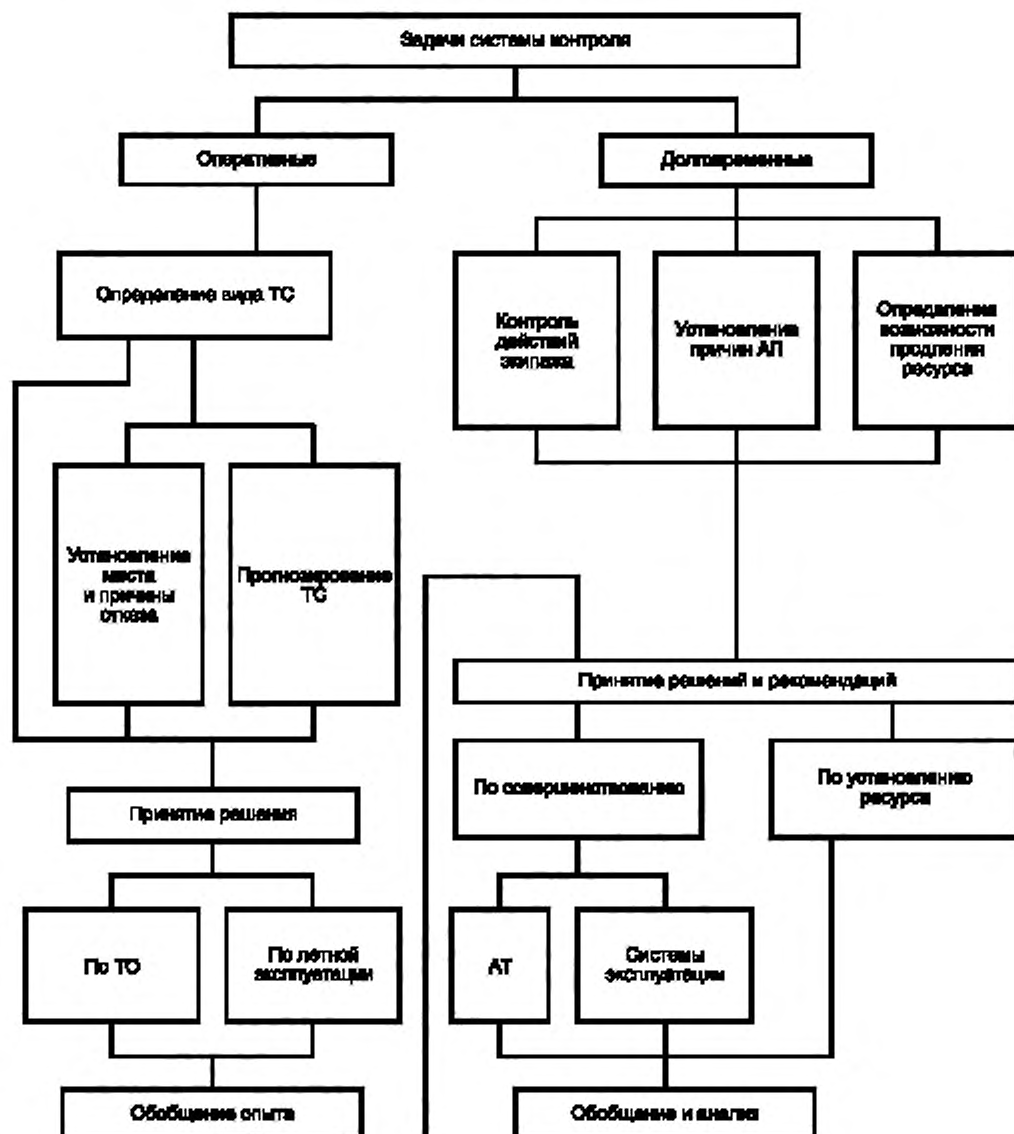 Задачи системы контроля
Оперативные
Долговременные
Определение вида ТС
Контроль
действий
экипажа
Установление
причин АП
Определение
возможности
продления
ресурса
Установление
места
и причины
отказа
Прогнозирование
ТС
Принятие решений и рекомендаций
По совершенствованию
По установлению
ресурса
Принятие решения
По ТО
По летной
эксплуатации
АТ
Системы
эксплуатации
Обобщение опыта
Обобщение и анализ